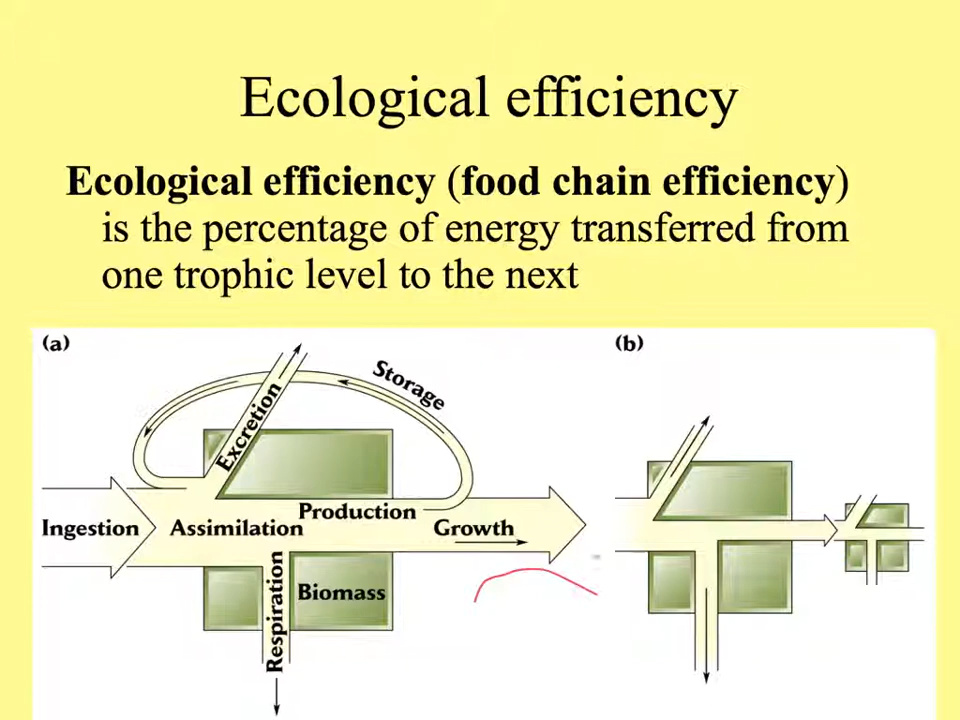 Ecological efficiency
Ecological efficiency (food chain efficiency)
is the percentage of energy transferred from
one trophic level to the next
(a)
(b)
Storage
Excretion
Production
Ingestion
Assimilation
Growth
Respiration
Biomass